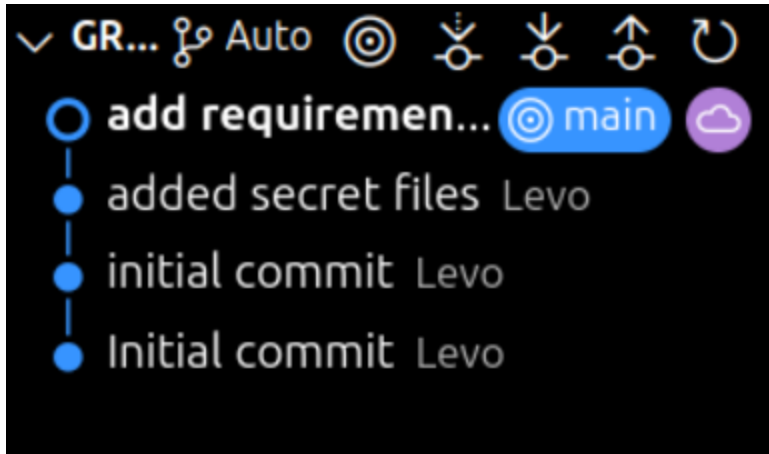 GR... Auto
add requiremen... main
added secret files Levo
initial commit Levo
Initial commit Levo